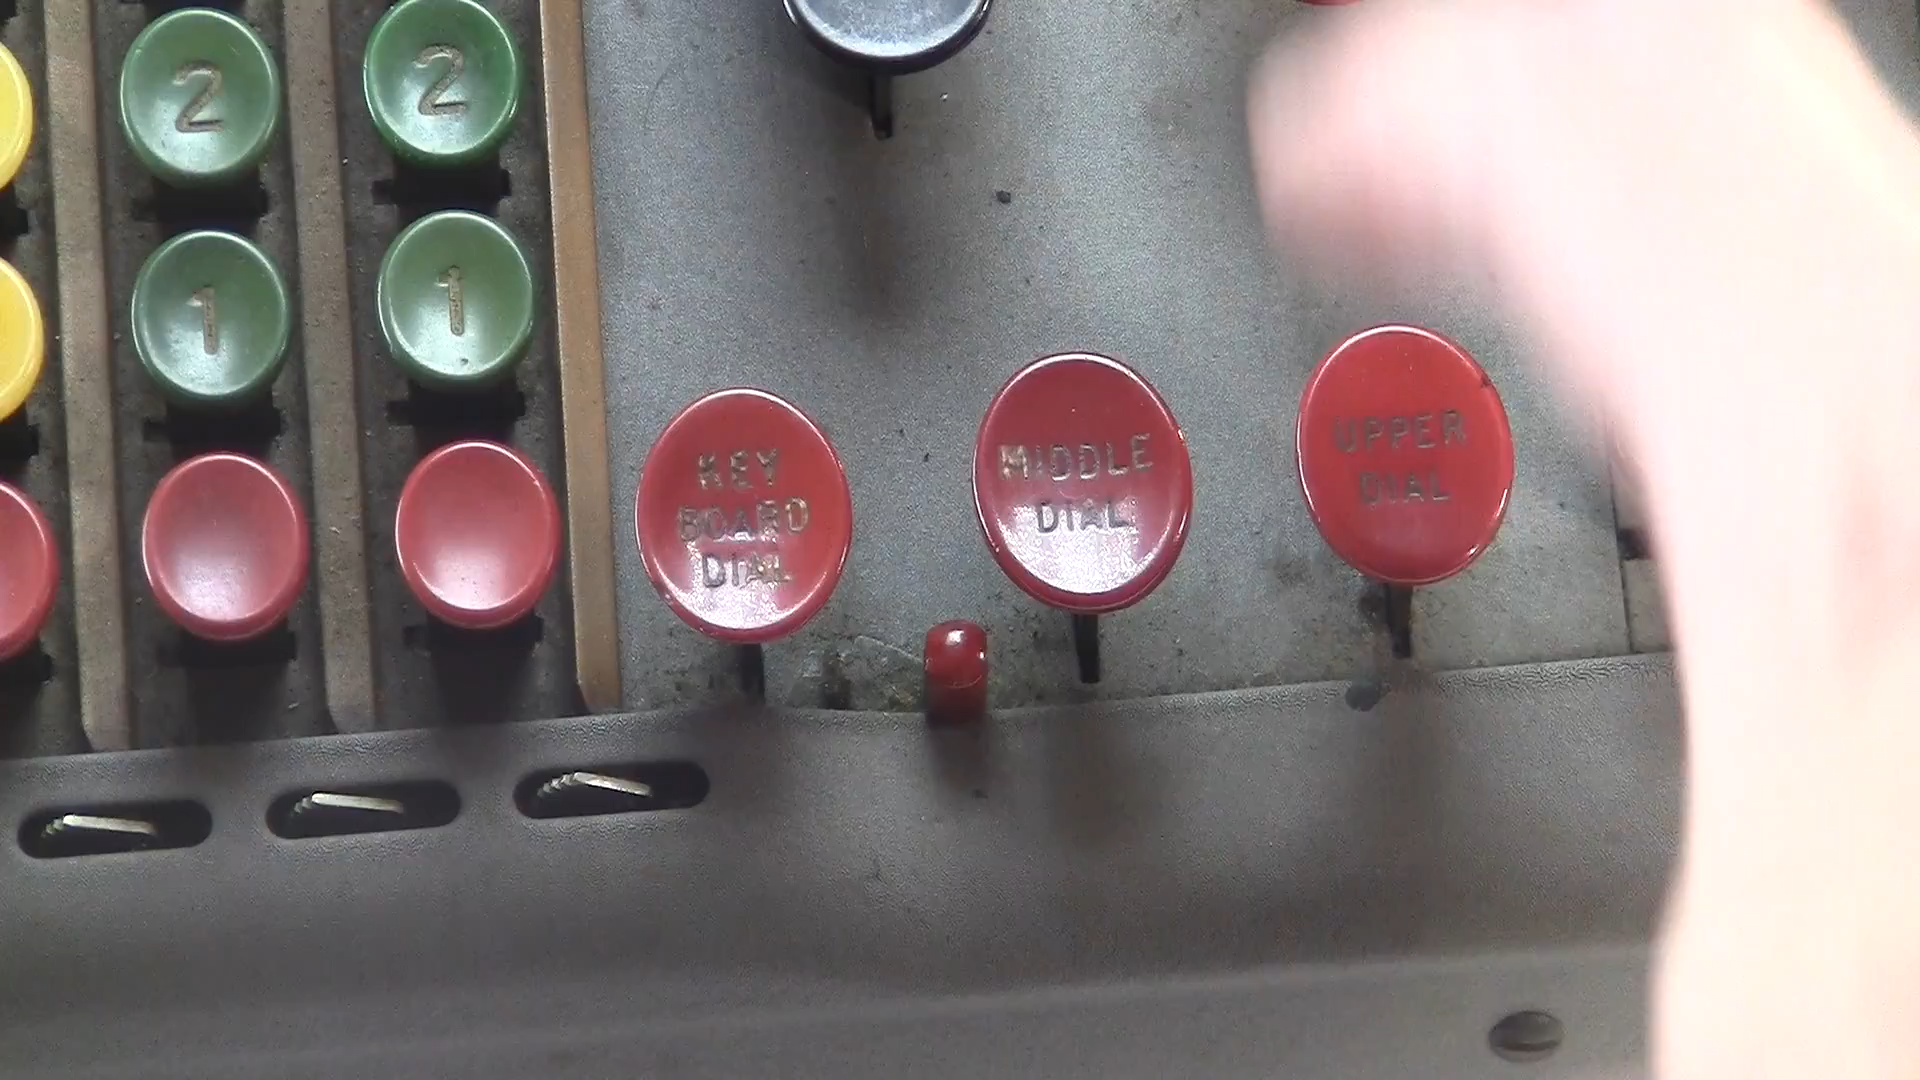 2
2
1
1
KEY
BOARD
DIAL
MIDDLE
DIAL
UPPER
DIAL